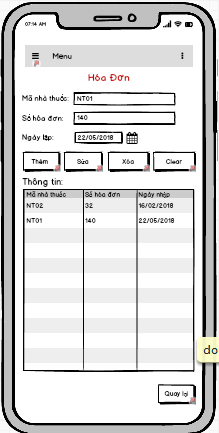 07:14 AM
Menu
Hóa Đơn
Mã nhà thuốc: NT01
Số hóa đơn: 140
Ngày lập: 22/05/2018
Thêm Sửa Xóa Clear
Thông tin:
Mã nhà thuốc Số hóa đơn Ngày nhập
NT02 32 16/02/2018
NT01 140 22/05/2018
do
Quay lại